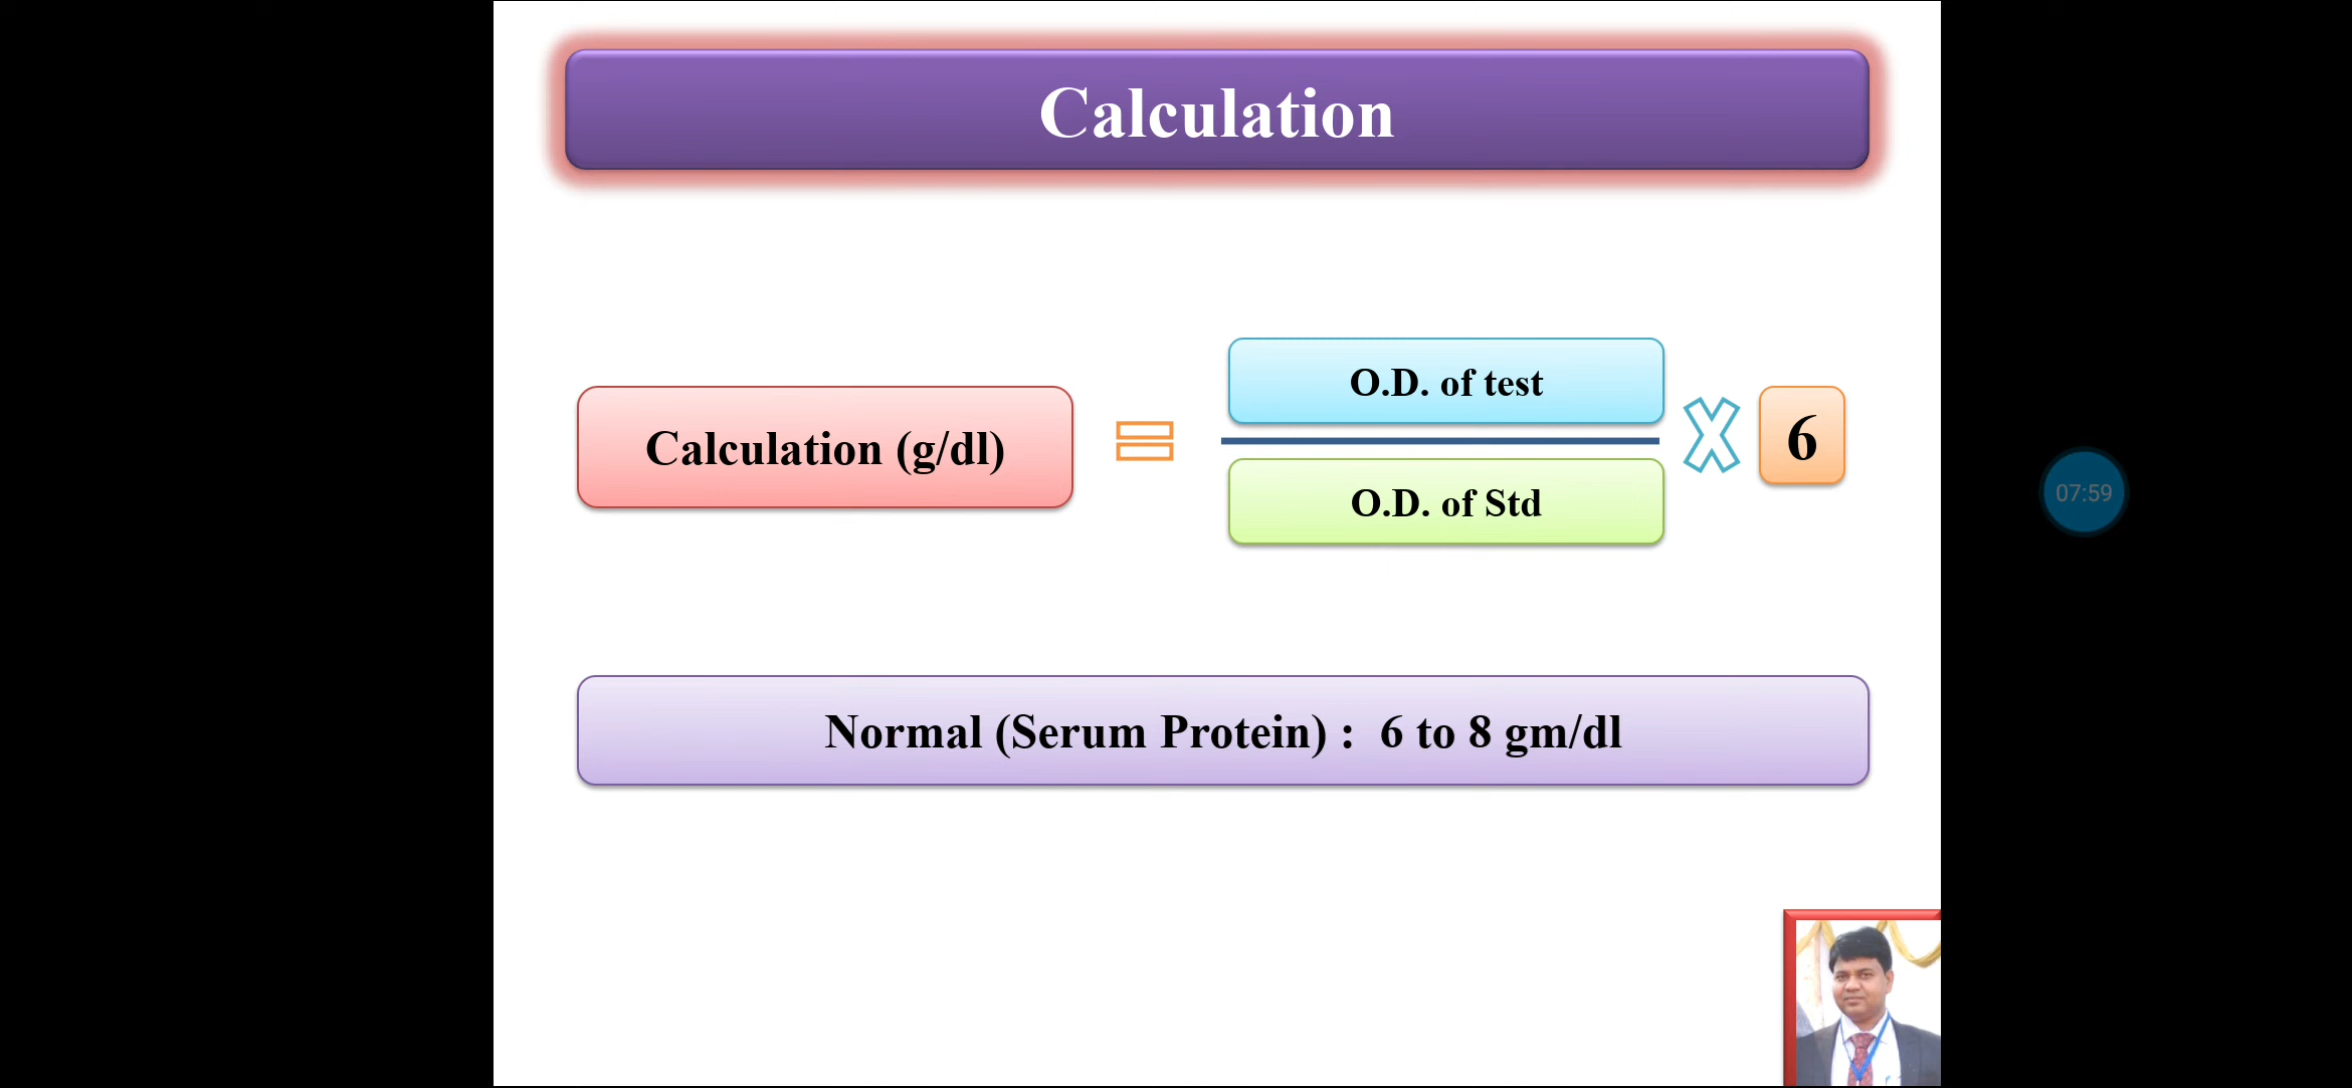 Calculation
Calculation (g/dl) = O.D. of test
O.D. of Std
X 6
Normal (Serum Protein) : 6 to 8 gm/dl
07:59